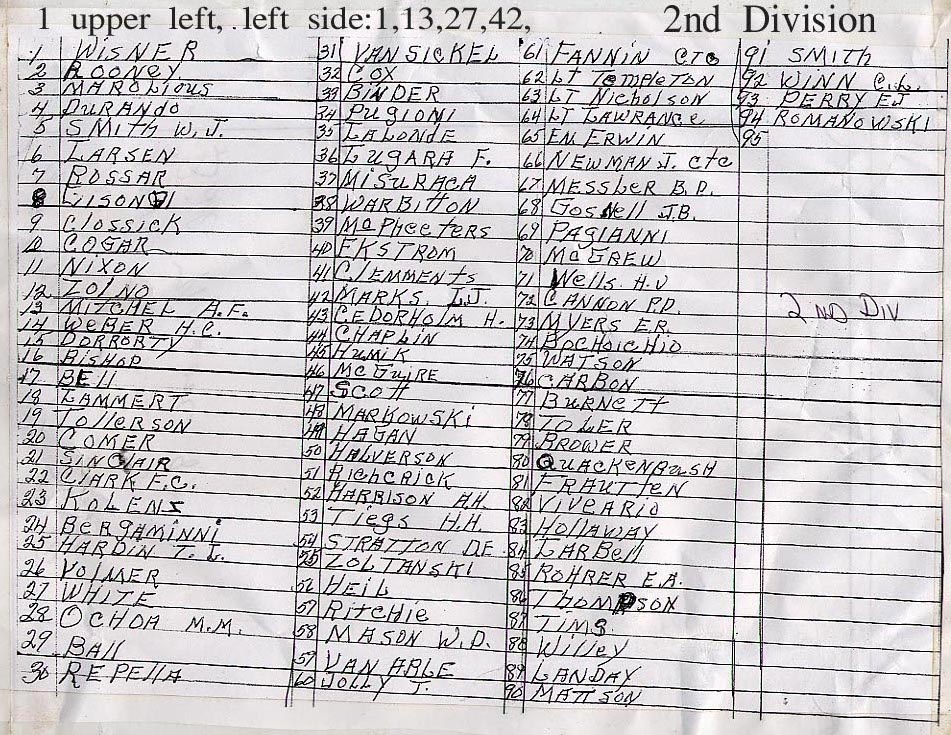 1 upper left, left side:1,13,27,42, 2nd Division
1 WISNER
2 ROONEY
3 MAROLIOUS
4 DURANDO
5 SMITH W.J.
6 LARSEN
7 ROSSAR
8
9 CLOSSICK
10 COGAR
11 NIXON
12 ZOINO
13 MITCHEL A.F.
14 WEBER H.C.
15 DORRORTY
16 BISHOP
17 BELL
18 LAMMERT
19 TOLLERSON
20 COMER
21 SINCLAIR
22 CLARK F.C.
23 KOLENS
24 BERGAMINNI
25 HARDIN T. L.
26 VOLMER
27 WHITE
28 OCHOA M.M.
29 BALL
30 REPELLA
31 VAN SICKEL
32 COX
33 BINDER
34 PUGIONI
35 LALONDE
36 LUGARA F.
37 MISURACA
38 WARBITTON
39 McPHEETERS
40 EKSTROM
41 CLEMMENTS
42 MARKS L.J.
43 CEDORHOLM H.
44 CHAPLIN
45 HUMIK
46 McGUIRE
47 SCOTT
48 MARKOWSKI
49 HAGAN
50 HALVERSON
51 RICHCRICK
52 HARRISON A.H.
53 TIEGS H.H.
54 STRATTON D.E.
55 ZOLTANSKI
56 HEIL
57 RITCHIE
58 MASON W.D.
59 VAN ARLE
60 JOLLY J.
61 FANNIN CTC
62 LT TEMPLETON
63 LT NICHOLSON
64 LT LAWRANCE
65 EN ERWIN
66 NEWMAN J. CTC
67 MESSLER B.D.
68 GOSNELL J.B.
69 PAGIANNI
70 McGREW
71 WELLS H.V
72 CANNON P.D.
73 MYERS E.R.
74 BOCHOICHIO
75 WATSON
76 CARBON
77 BURNETT
78 TOLER
79 BROWER
80 QUACKENBUSH
81 FRAUTTEN
82 VIVEARIO
83 HOLLAWAY
84 TARBELL
85 ROHRER E.A.
86 THOMPSON
87 TIMS
88 WILLEY
89 LANDAY
90 MATTSON
91 SMITH
92 WINN C.L.
93 PERRY EJ
94 ROMANOWSKI
95
2ND DIV